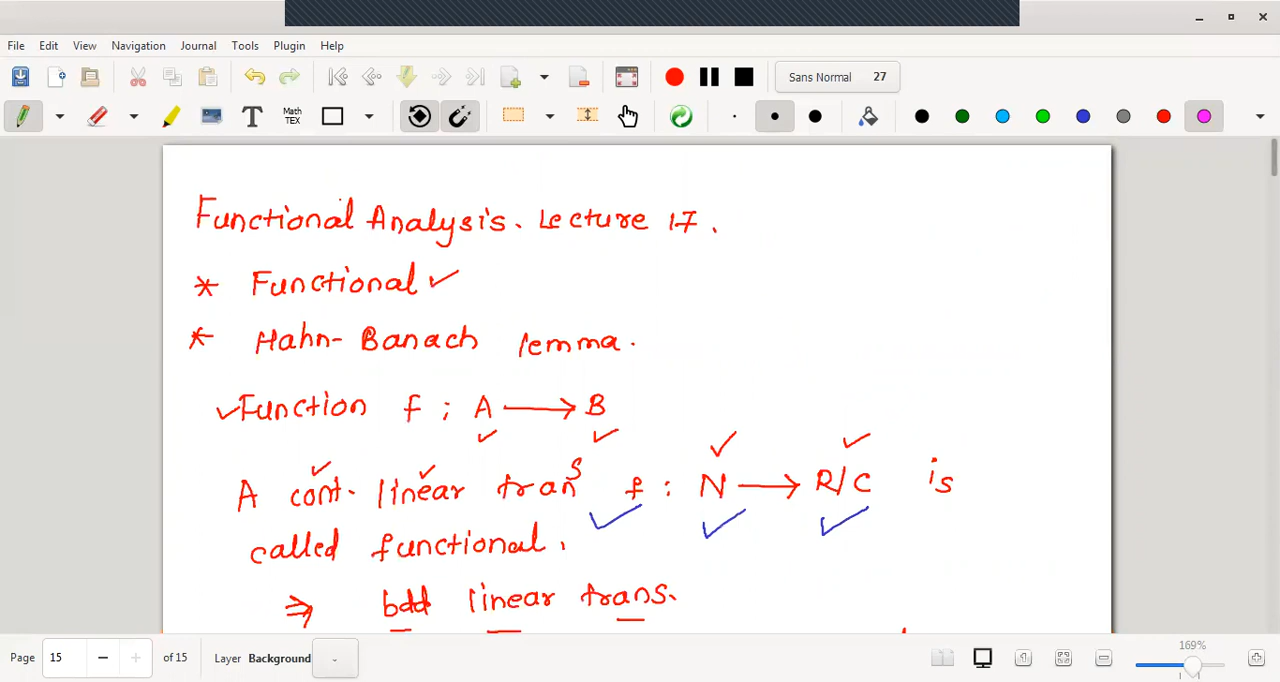 File Edit View Navigation Journal Tools Plugin Help
Sans Normal 27
T Math TEX
Functional Analysis. Lecture 17.
* Functional ✓
* Hahn-Banach lemma.
✓Function f : A ⟶ B
A cont. linear trans f : N ⟶ R/C is
called functional.
⇒ bdd linear trans.
Page 15 of 15 Layer Background 169%